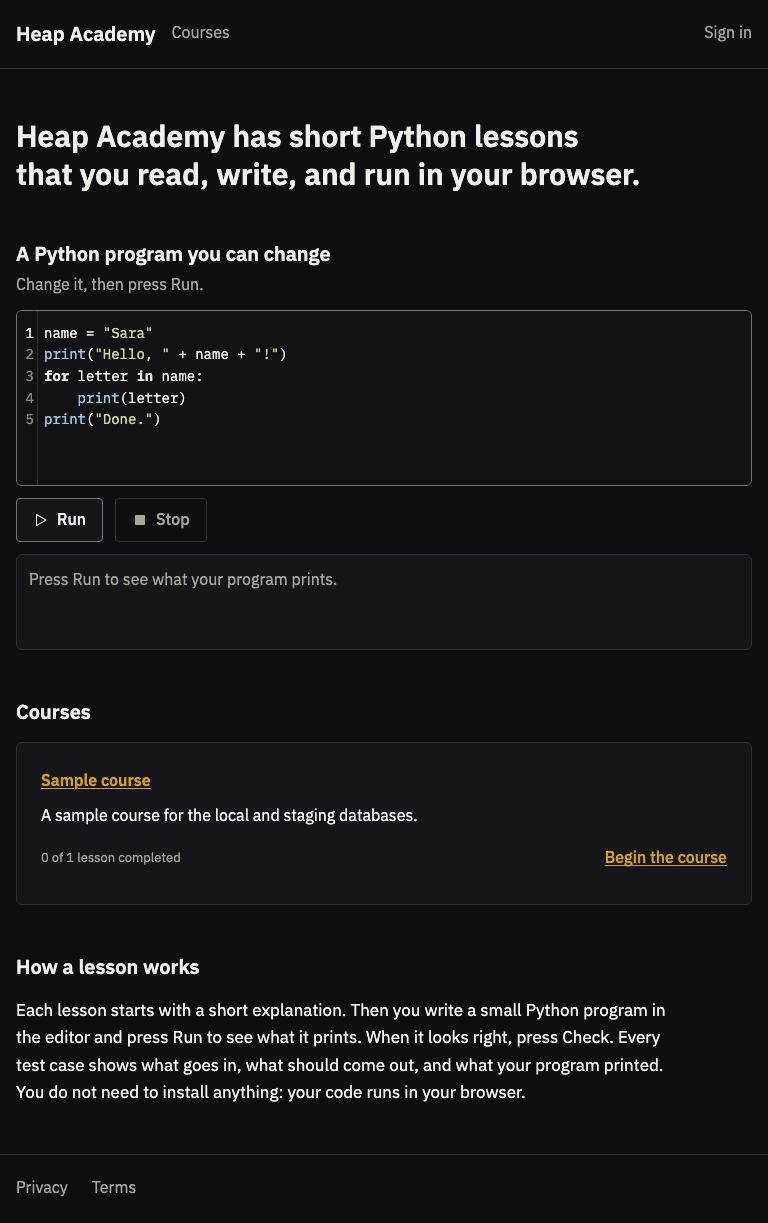 Heap Academy
Courses
Sign in
Heap Academy has short Python lessons
that you read, write, and run in your browser.
A Python program you can change
Change it, then press Run.
1 name = "Sara"
2 print("Hello, " + name + "!")
3 for letter in name:
4     print(letter)
5 print("Done.")
Run
Stop
Press Run to see what your program prints.
Courses
Sample course
A sample course for the local and staging databases.
0 of 1 lesson completed
Begin the course
How a lesson works
Each lesson starts with a short explanation. Then you write a small Python program in
the editor and press Run to see what it prints. When it looks right, press Check. Every
test case shows what goes in, what should come out, and what your program printed.
You do not need to install anything: your code runs in your browser.
Privacy
Terms